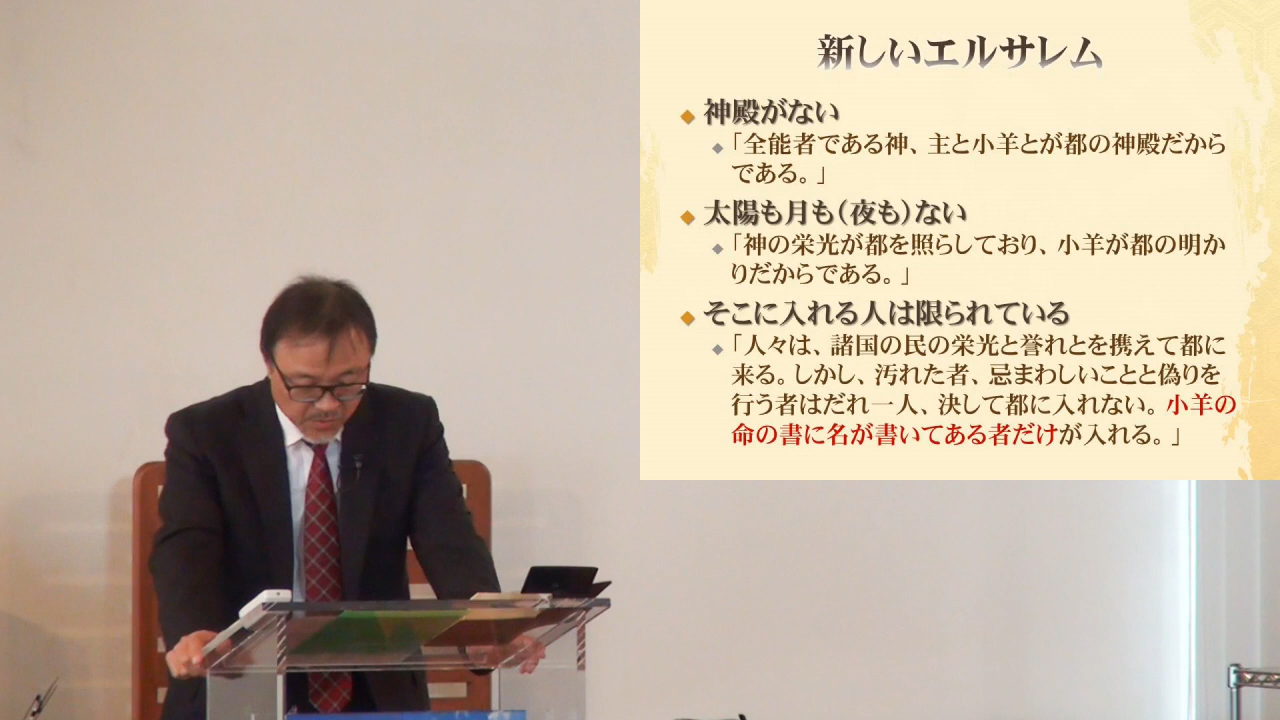 新しいエルサレム
神殿がない
「全能者である神、主と小羊とが都の神殿だから
である。」
太陽も月も(夜も)ない
「神の栄光が都を照らしており、小羊が都の明か
りだからである。」
そこに入れる人は限られている
「人々は、諸国の民の栄光と誉れとを携えて都に
来る。しかし、汚れた者、忌まわしいことと偽りを
行う者はだれ一人、決して都に入れない。小羊の
命の書に名が書いてある者だけが入れる。」